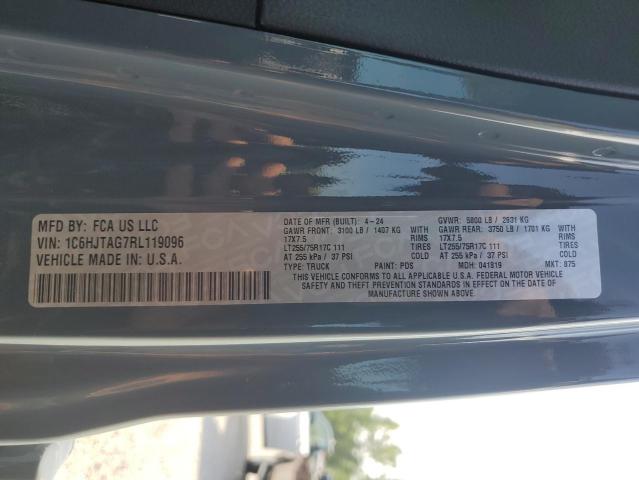 MFD BY: FCA US LLC
VIN: 1C6HJTAG7RL119096
VEHICLE MADE IN: U.S.A.
DATE OF MFR (BUILT): 4-24 GVWR: 5800 LB / 2631 KG
GAWR FRONT: 3100 LB / 1407 KG WITH GAWR REAR: 3750 LB / 1701 KG WITH
17X7.5 RIMS 17X7.5 RIMS
LT255/75R17C 111 TIRES LT255/75R17C 111 TIRES
AT 255 kPa / 37 PSI COLD AT 255 kPa / 37 PSI COLD
TYPE: TRUCK PAINT: PDS MDH: 041819 MKT: 875
THIS VEHICLE CONFORMS TO ALL APPLICABLE U.S.A. FEDERAL MOTOR VEHICLE
SAFETY AND THEFT PREVENTION STANDARDS IN EFFECT ON THE DATE OF
MANUFACTURE SHOWN ABOVE.